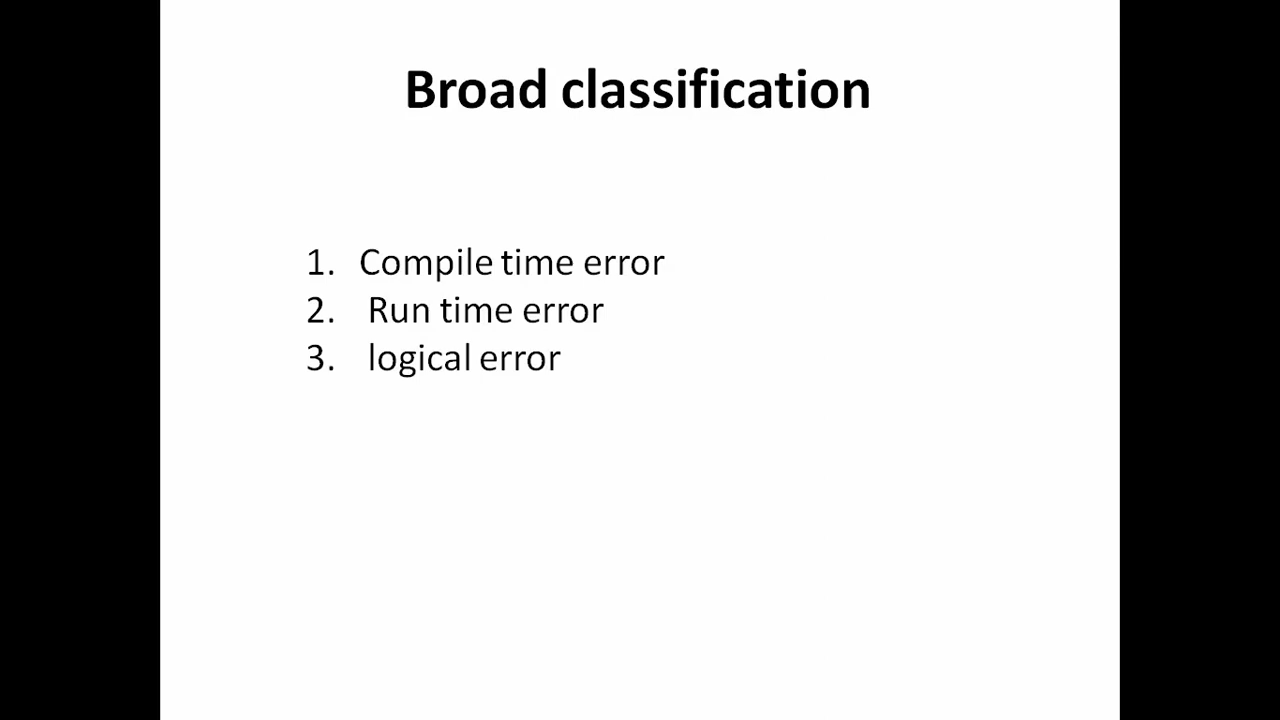 Broad classification
1. Compile time error
2. Run time error
3. logical error